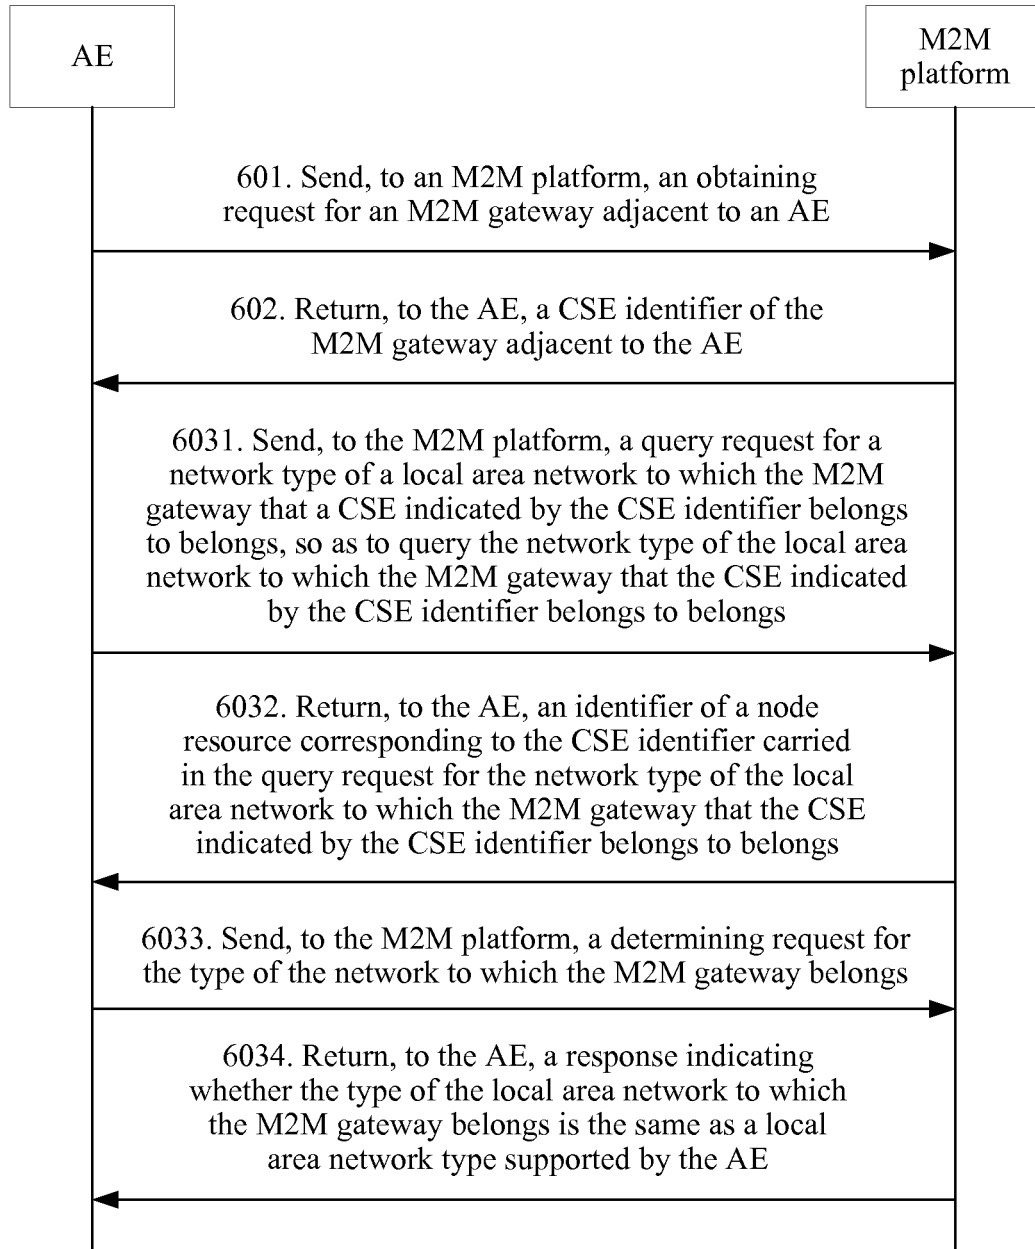 AE
M2M
platform
601. Send, to an M2M platform, an obtaining
request for an M2M gateway adjacent to an AE
602. Return, to the AE, a CSE identifier of the
M2M gateway adjacent to the AE
6031. Send, to the M2M platform, a query request for a
network type of a local area network to which the M2M
gateway that a CSE indicated by the CSE identifier belongs
to belongs, so as to query the network type of the local area
network to which the M2M gateway that the CSE indicated
by the CSE identifier belongs to belongs
6032. Return, to the AE, an identifier of a node
resource corresponding to the CSE identifier carried
in the query request for the network type of the local
area network to which the M2M gateway that the CSE
indicated by the CSE identifier belongs to belongs
6033. Send, to the M2M platform, a determining request for
the type of the network to which the M2M gateway belongs
6034. Return, to the AE, a response indicating
whether the type of the local area network to which
the M2M gateway belongs is the same as a local
area network type supported by the AE